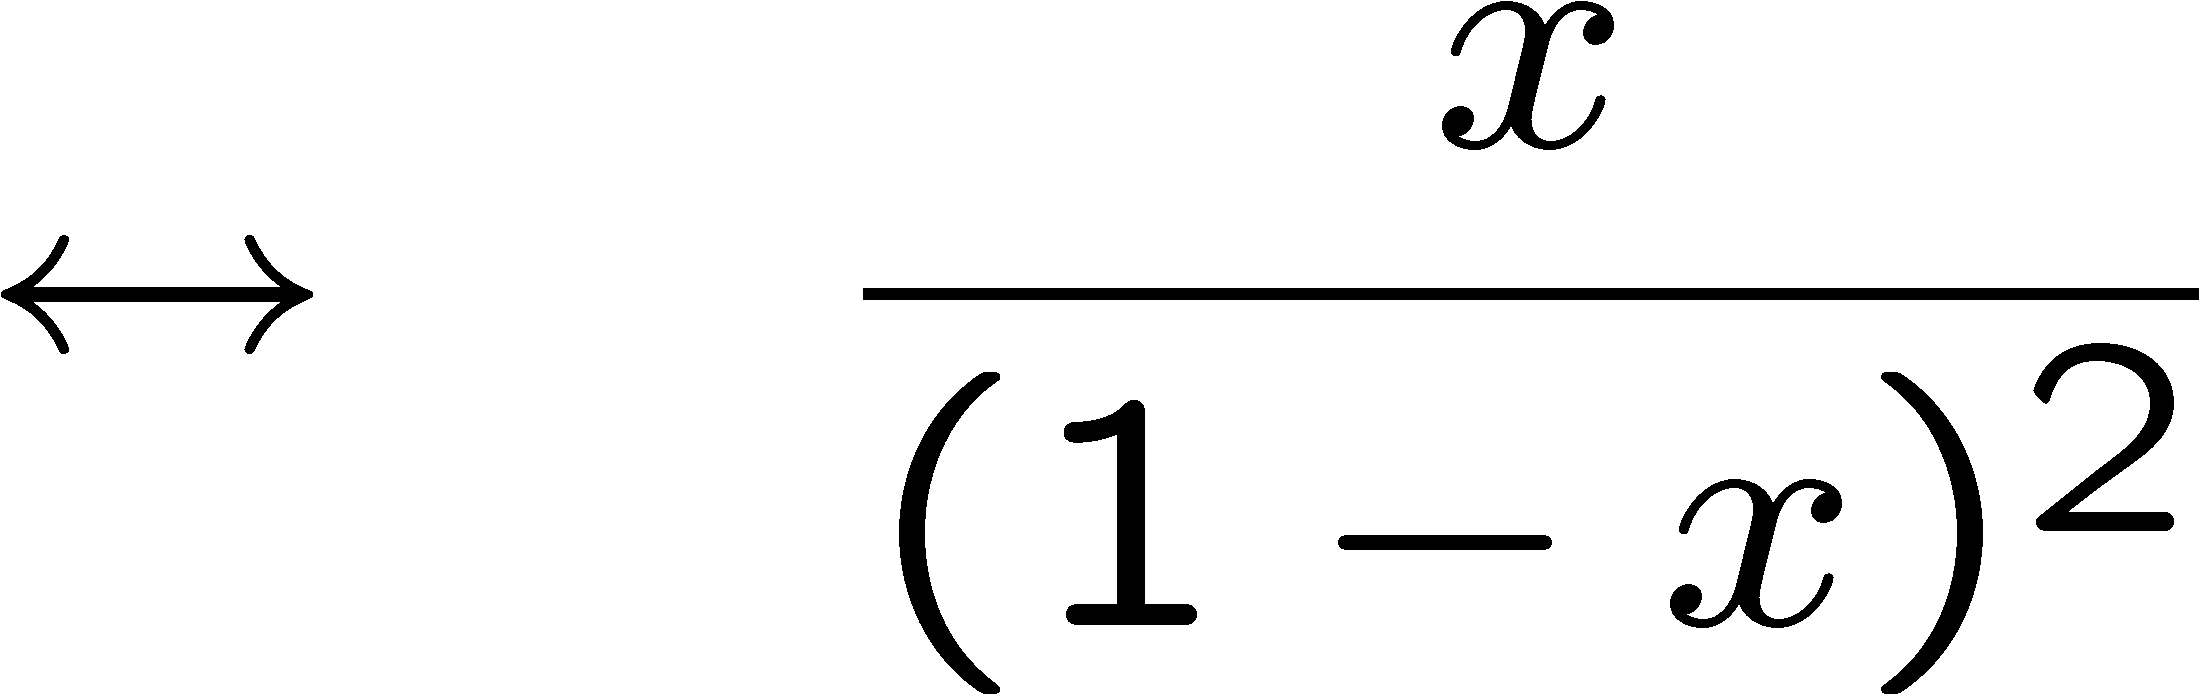 ↔ x
(1 − x)²